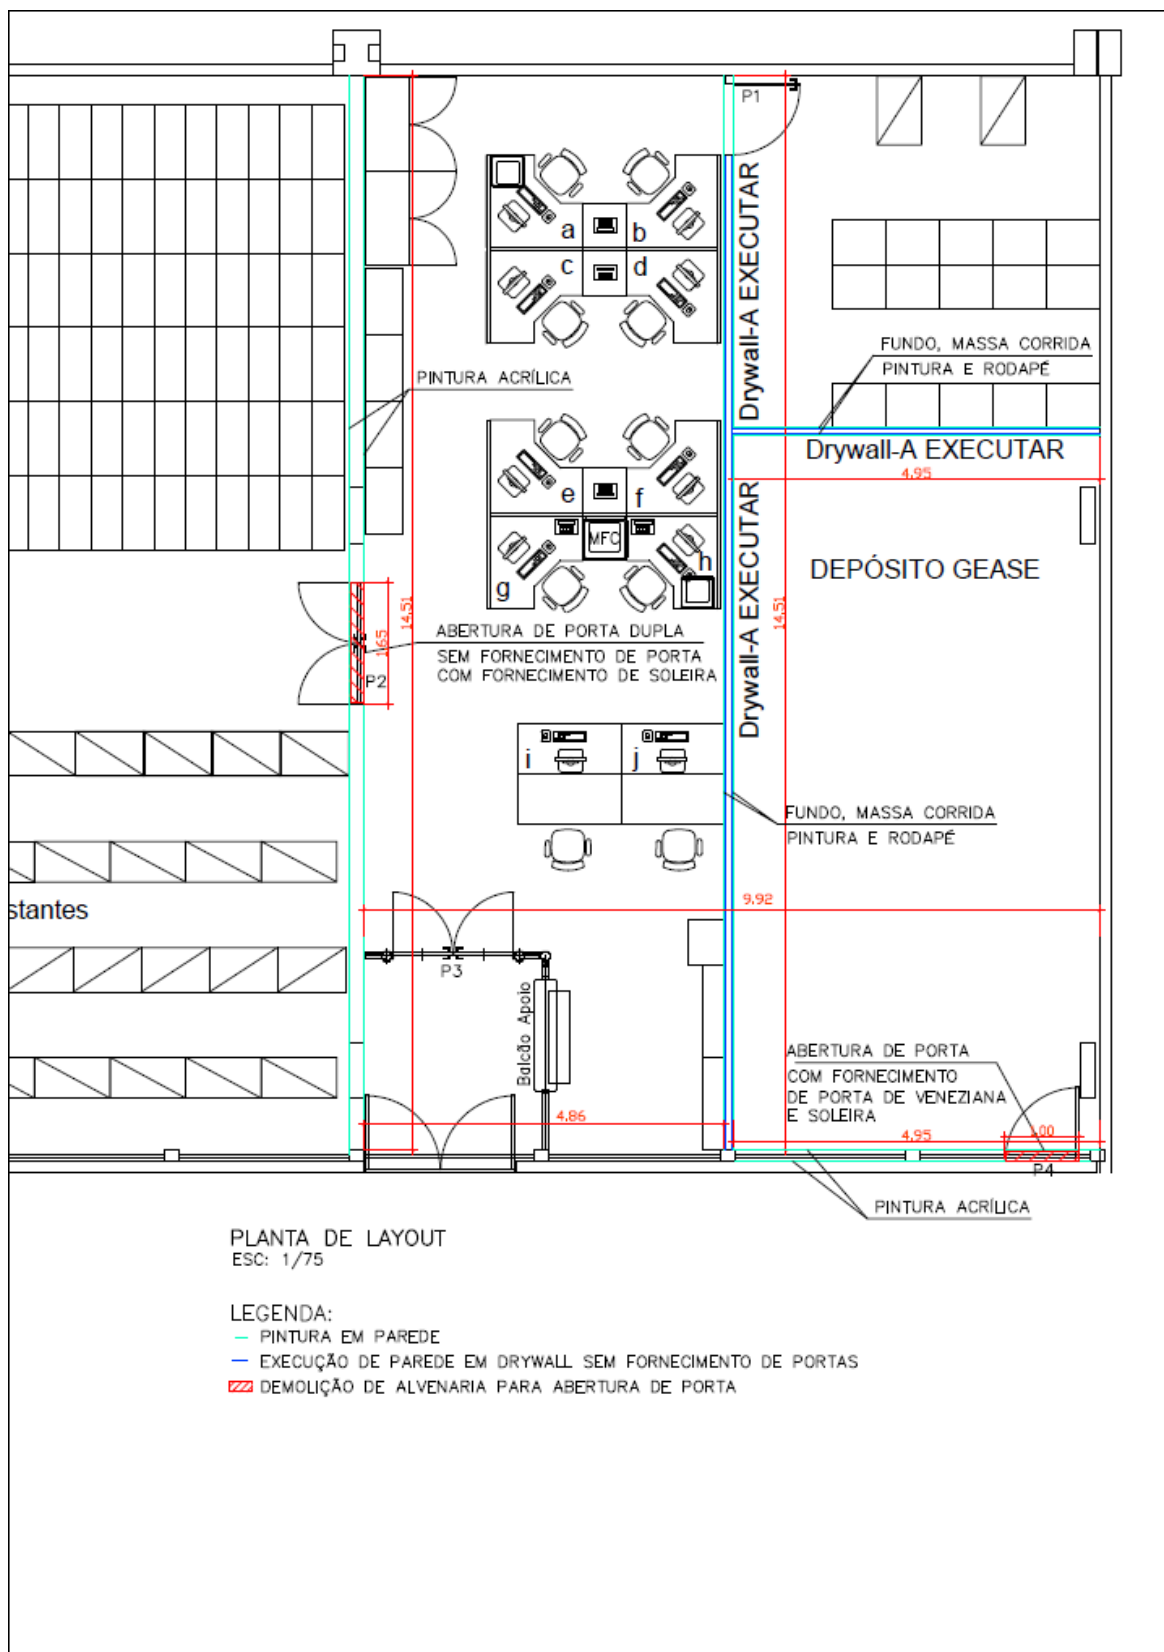 P1
a
b
c
d
Drywall-A EXECUTAR
FUNDO, MASSA CORRIDA
PINTURA E RODAPÉ
PINTURA ACRÍLICA
Drywall-A EXECUTAR
4.95
e
f
MFC
g
h
Drywall-A EXECUTAR
DEPÓSITO GEASE
14.51
14.51
1.65
P2
ABERTURA DE PORTA DUPLA
SEM FORNECIMENTO DE PORTA
COM FORNECIMENTO DE SOLEIRA
i
j
FUNDO, MASSA CORRIDA
PINTURA E RODAPÉ
9.92
stantes
P3
Balcão Apoio
ABERTURA DE PORTA
COM FORNECIMENTO
DE PORTA DE VENEZIANA
E SOLEIRA
4.86
4.95
1.00
P4
PINTURA ACRÍLICA
PLANTA DE LAYOUT
ESC: 1/75
LEGENDA:
PINTURA EM PAREDE
EXECUÇÃO DE PAREDE EM DRYWALL SEM FORNECIMENTO DE PORTAS
DEMOLIÇÃO DE ALVENARIA PARA ABERTURA DE PORTA